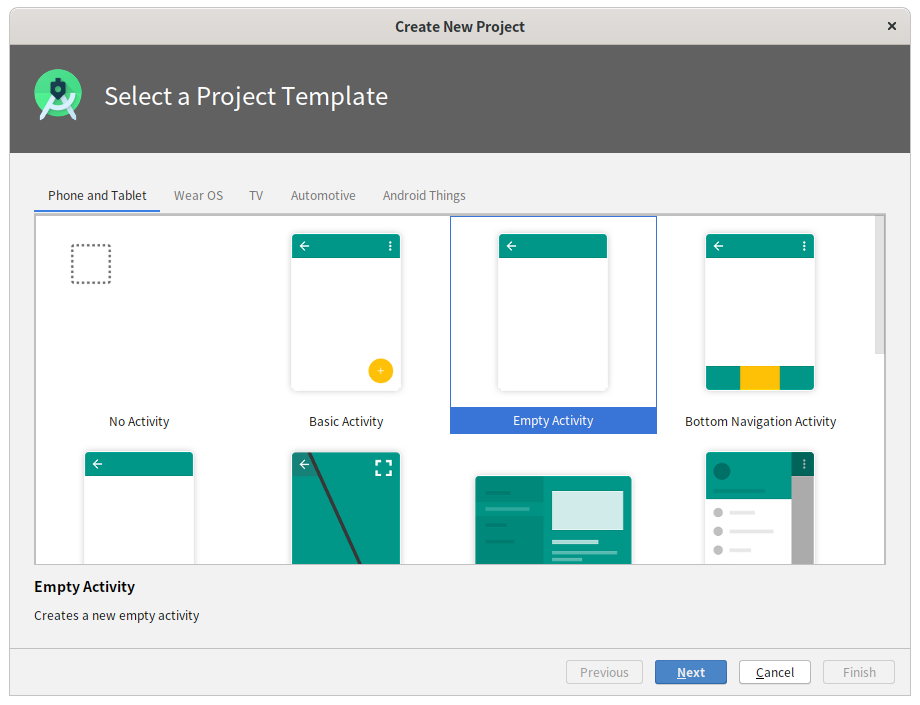 Create New Project
Select a Project Template
Phone and Tablet
Wear OS
TV
Automotive
Android Things
No Activity
Basic Activity
Empty Activity
Bottom Navigation Activity
Empty Activity
Creates a new empty activity
Previous
Next
Cancel
Finish